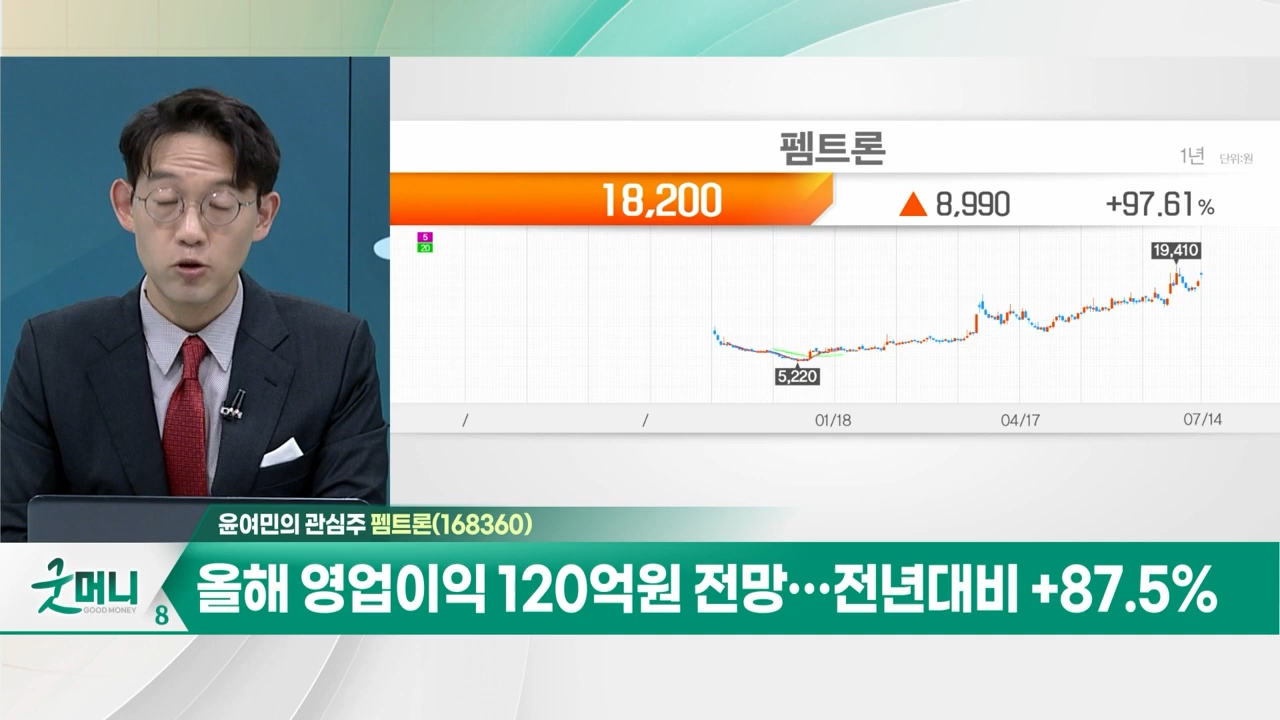 펨트론
1년 단위:원
18,200 ▲ 8,990 +97.61%
5
20
19,410
5,220
/ / 01/18 04/17 07/14
윤여민의 관심주 펨트론(168360)
굿머니
GOOD MONEY
8
올해 영업이익 120억원 전망…전년대비 +87.5%